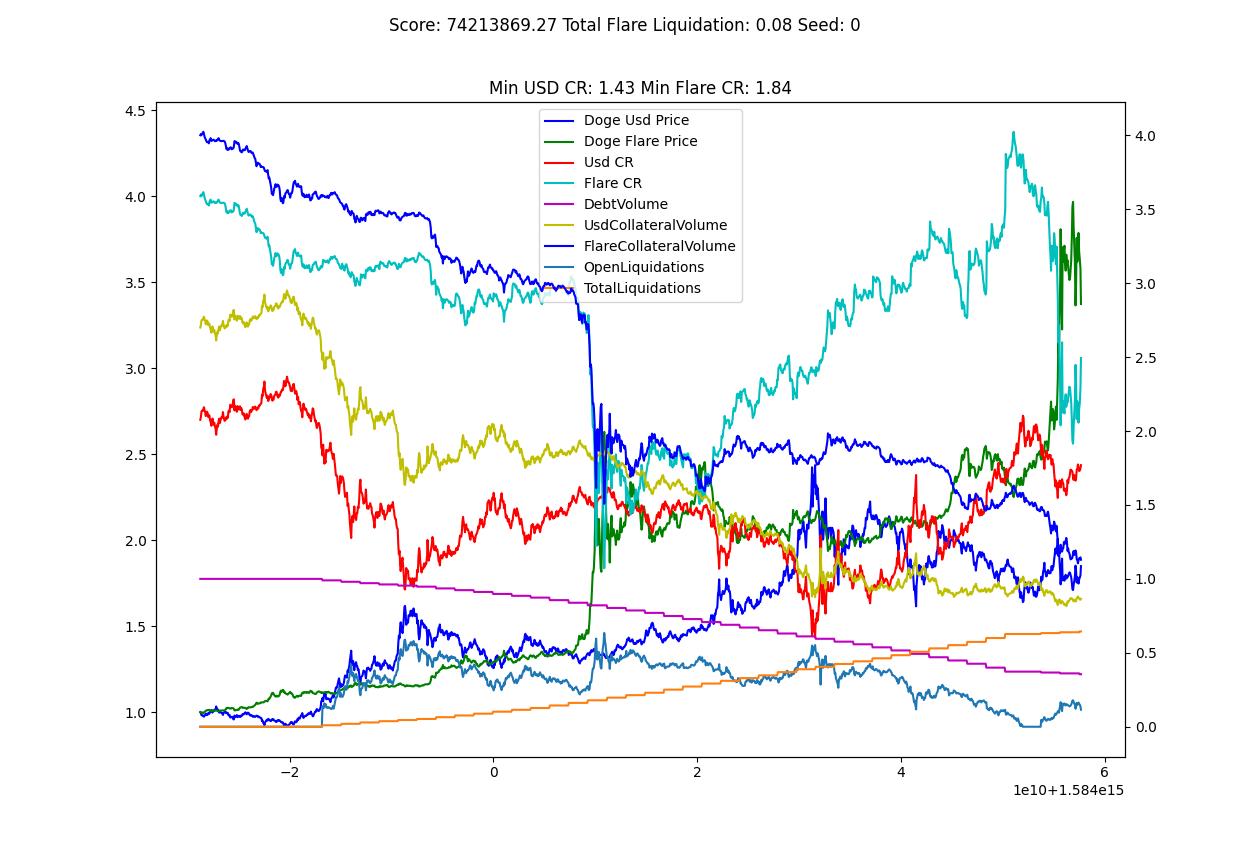 Score: 74213869.27 Total Flare Liquidation: 0.08 Seed: 0
Min USD CR: 1.43 Min Flare CR: 1.84
4.5
4.0
3.5
3.0
2.5
2.0
1.5
1.0
Doge Usd Price
Doge Flare Price
Usd CR
Flare CR
DebtVolume
UsdCollateralVolume
FlareCollateralVolume
OpenLiquidations
TotalLiquidations
4.0
3.5
3.0
2.5
2.0
1.5
1.0
0.5
0.0
−2 0 2 4 6
1e10+1.584e15